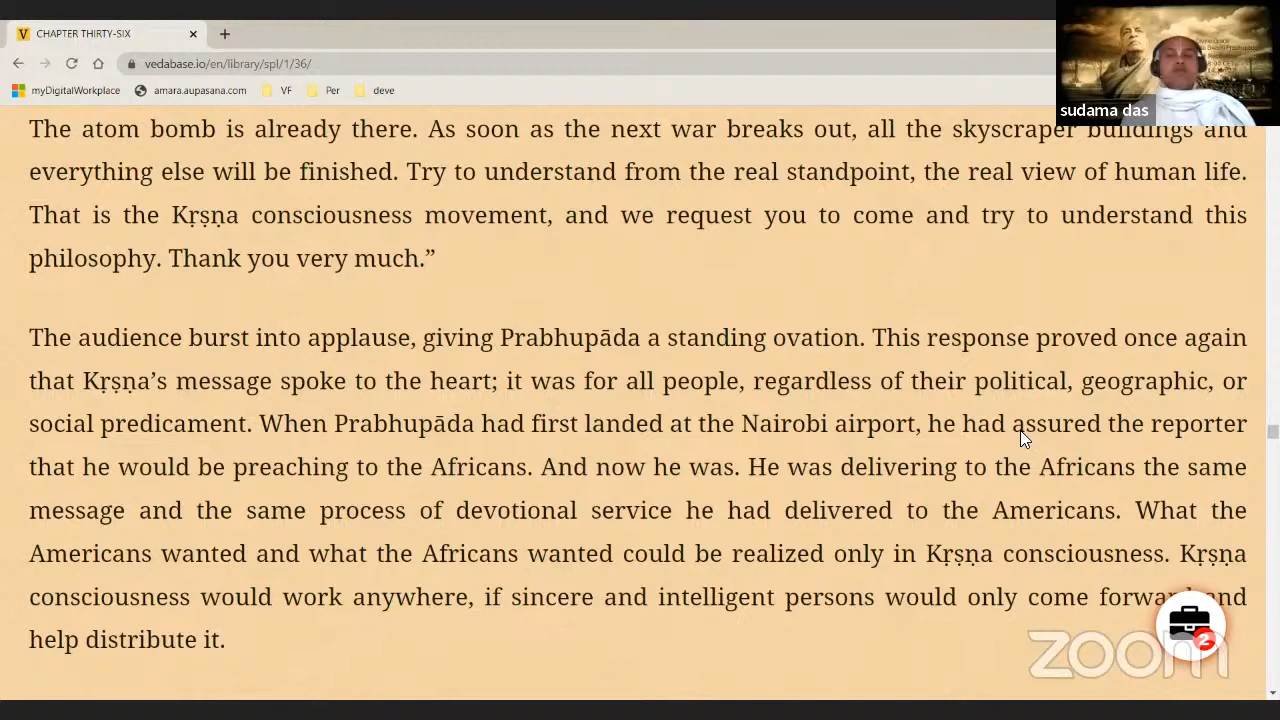 CHAPTER THIRTY-SIX
vedabase.io/en/library/spl/1/36/
myDigitalWorkplace amara.aupasana.com VF Per deve
sudama das
The atom bomb is already there. As soon as the next war breaks out, all the skyscraper buildings and
everything else will be finished. Try to understand from the real standpoint, the real view of human life.
That is the Kṛṣṇa consciousness movement, and we request you to come and try to understand this
philosophy. Thank you very much.”
The audience burst into applause, giving Prabhupāda a standing ovation. This response proved once again
that Kṛṣṇa’s message spoke to the heart; it was for all people, regardless of their political, geographic, or
social predicament. When Prabhupāda had first landed at the Nairobi airport, he had assured the reporter
that he would be preaching to the Africans. And now he was. He was delivering to the Africans the same
message and the same process of devotional service he had delivered to the Americans. What the
Americans wanted and what the Africans wanted could be realized only in Kṛṣṇa consciousness. Kṛṣṇa
consciousness would work anywhere, if sincere and intelligent persons would only come forward and
help distribute it.
2
zoom